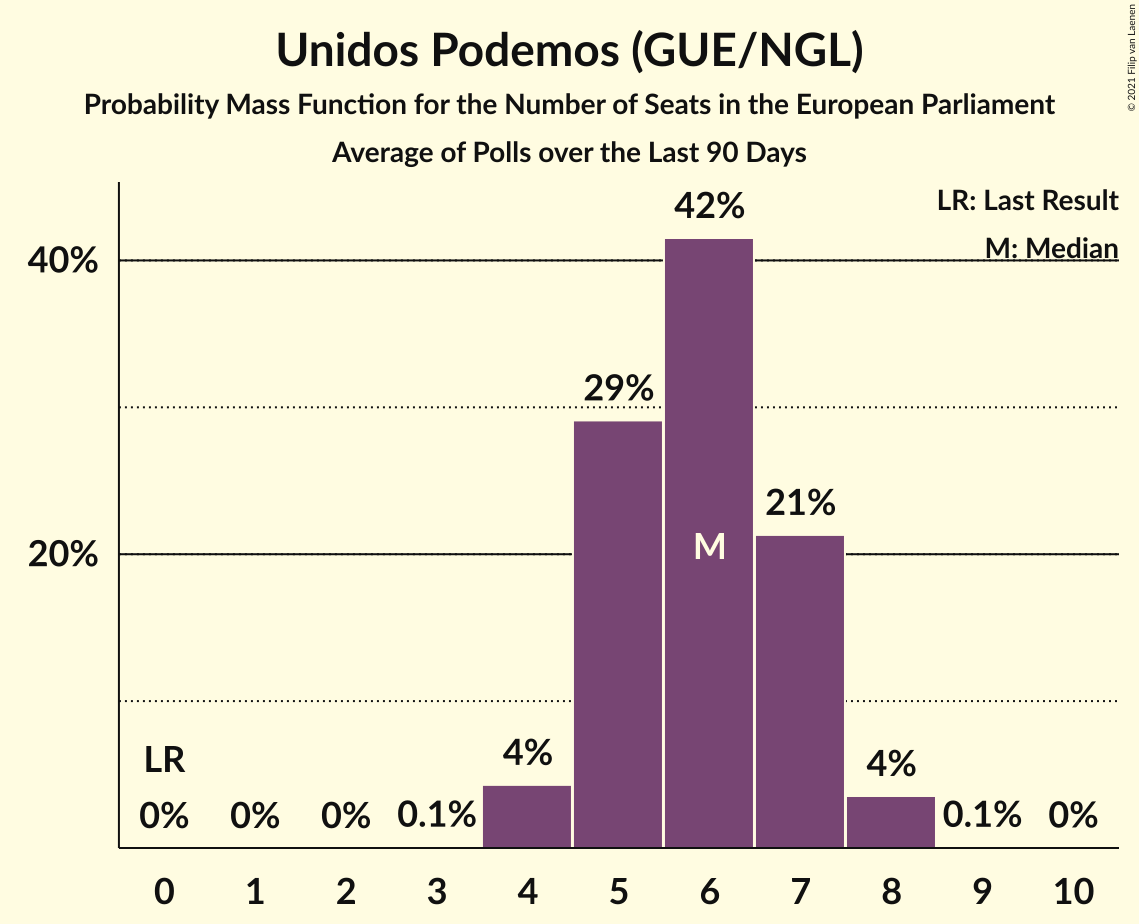 Unidos Podemos (GUE/NGL)
Probability Mass Function for the Number of Seats in the European Parliament
Average of Polls over the Last 90 Days
© 2021 Filip van Laenen
LR: Last Result
M: Median
42%
40%
29%
21%
M
20%
LR
4%
4%
0% 0% 0% 0.1% 0.1% 0%
0 1 2 3 4 5 6 7 8 9 10